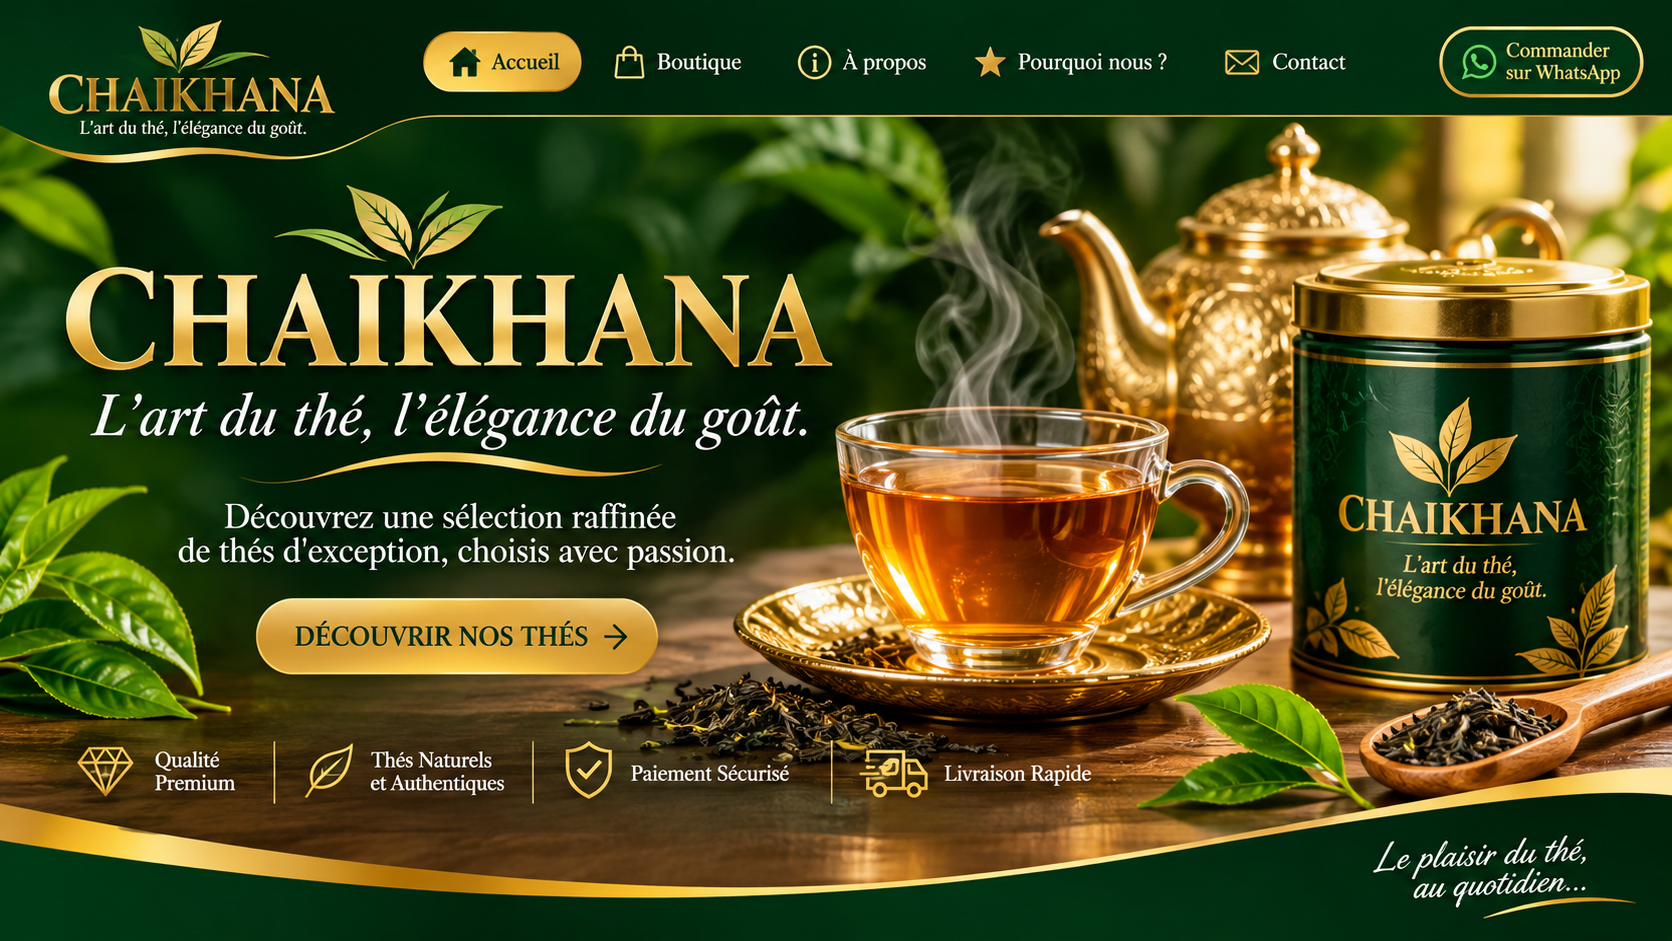 CHAIKHANA
L'art du thé, l'élégance du goût.
Accueil
Boutique
À propos
Pourquoi nous ?
Contact
Commander
sur WhatsApp
CHAIKHANA
L'art du thé, l'élégance du goût.
Découvrez une sélection raffinée
de thés d'exception, choisis avec passion.
DÉCOUVRIR NOS THÉS
CHAIKHANA
L'art du thé,
l'élégance du goût.
Qualité
Premium
Thés Naturels
et Authentiques
Paiement Sécurisé
Livraison Rapide
Le plaisir du thé,
au quotidien...